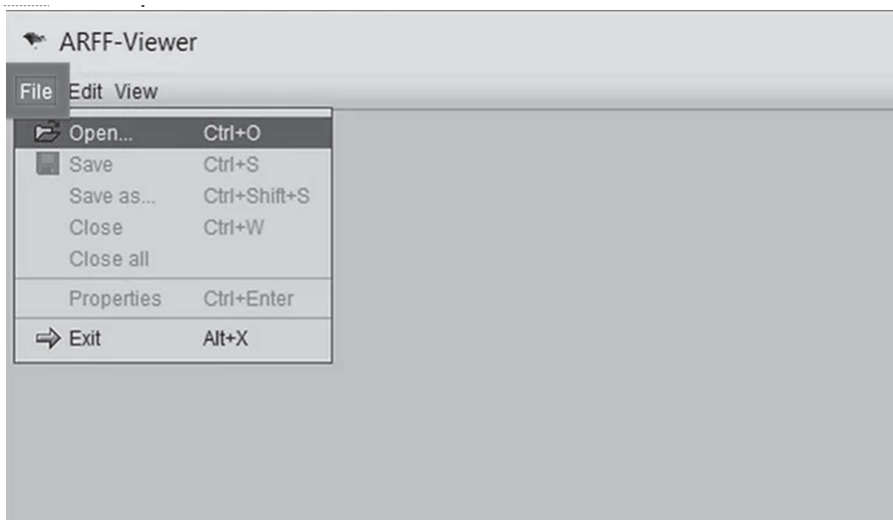 ARFF-Viewer
File Edit View
Open... Ctrl+O
Save Ctrl+S
Save as... Ctrl+Shift+S
Close Ctrl+W
Close all
Properties Ctrl+Enter
Exit Alt+X